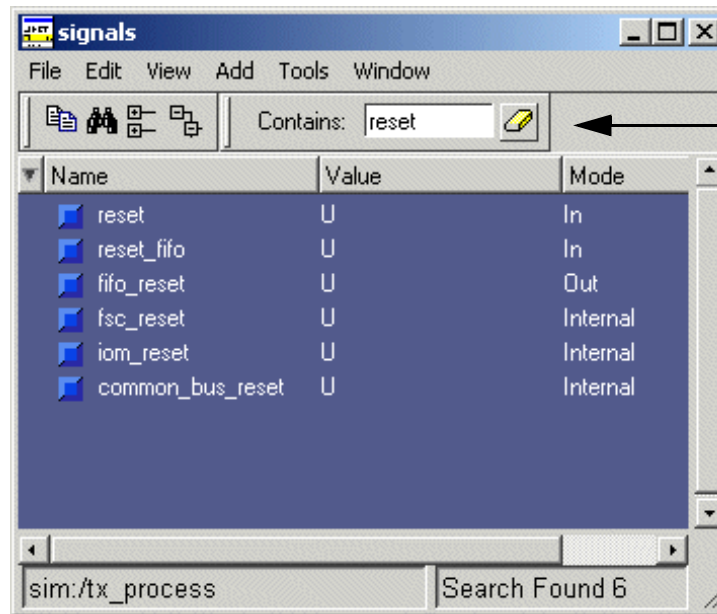 signals
File Edit View Add Tools Window
Contains: reset
Name Value Mode
reset U In
reset_fifo U In
fifo_reset U Out
fsc_reset U Internal
iom_reset U Internal
common_bus_reset U Internal
sim:/tx_process Search Found 6